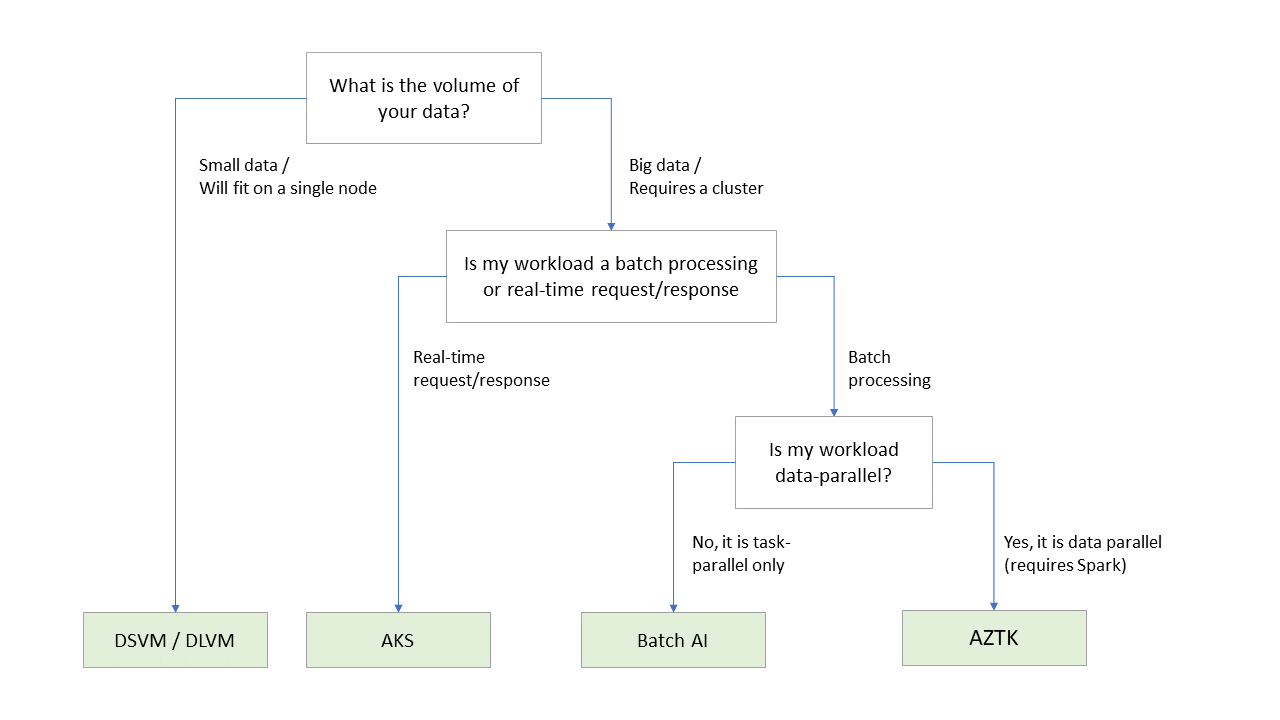 What is the volume of
your data?
Small data /
Will fit on a single node
Big data /
Requires a cluster
Is my workload a batch processing
or real-time request/response
Real-time
request/response
Batch
processing
Is my workload
data-parallel?
No, it is task-
parallel only
Yes, it is data parallel
(requires Spark)
DSVM / DLVM
AKS
Batch AI
AZTK